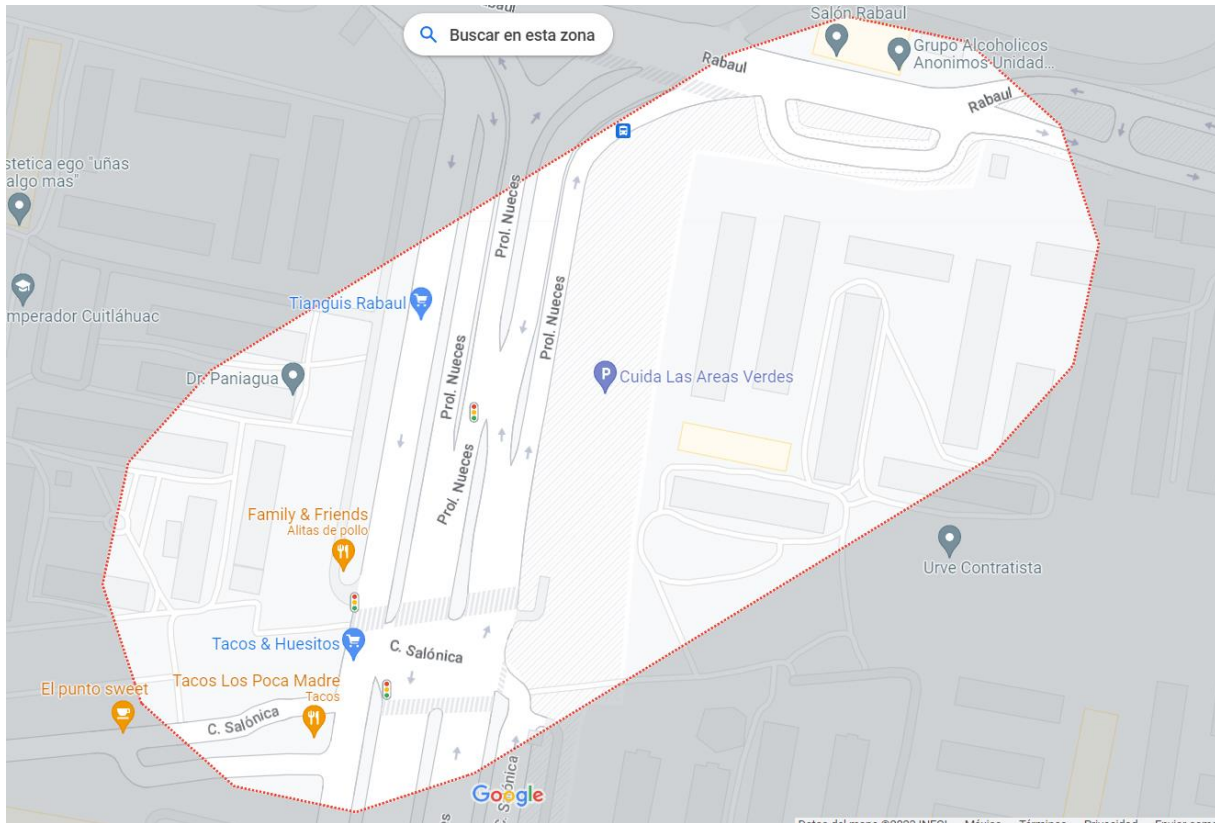 Buscar en esta zona
Salón Rabaul
Grupo Alcoholicos
Anonimos Unidad...
Rabaul
Rabaul
stetica ego "uñas
algo mas"
Prol. Nueces
mperador Cuitláhuac
Tianguis Rabaul
Prol. Nueces
Prol. Nueces
Dr. Paniagua
P
Cuida Las Areas Verdes
Prol. Nueces
Family & Friends
Alitas de pollo
Urve Contratista
Tacos & Huesitos
C. Salónica
El punto sweet
Tacos Los Poca Madre
Tacos
C. Salónica
Google
C. Salónica